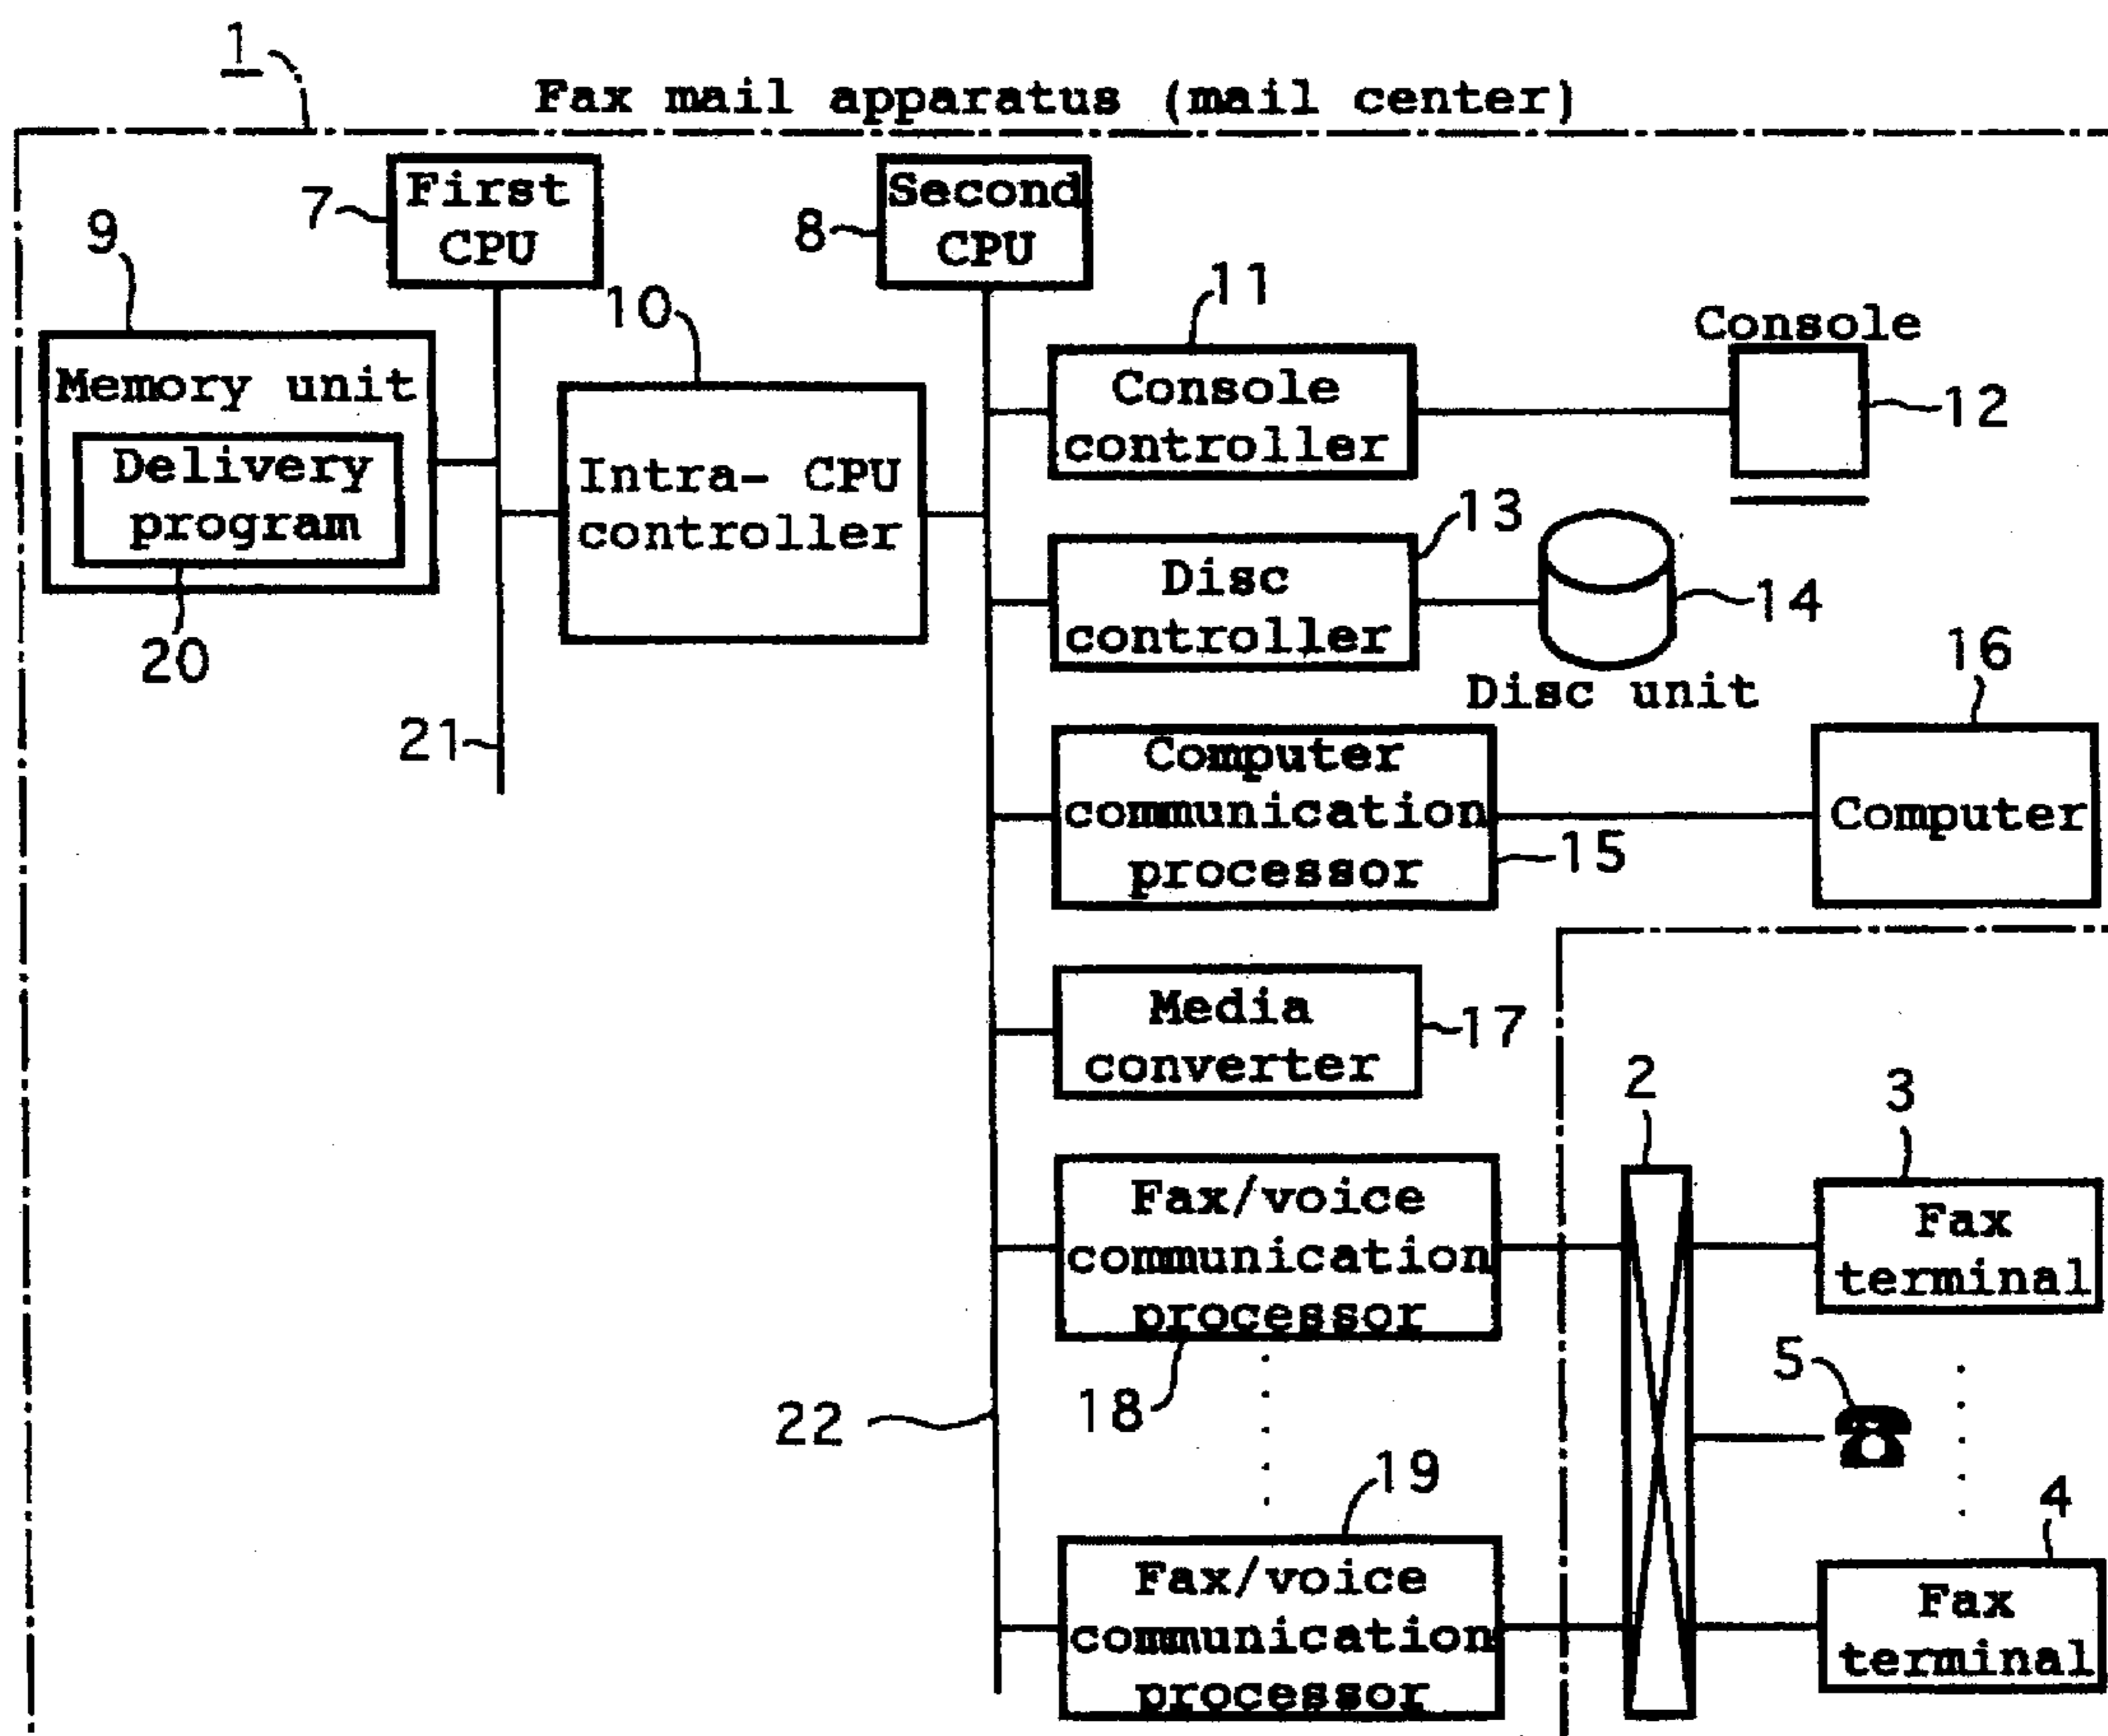 1
Fax mail apparatus (mail center)
7
First
CPU
8
Second
CPU
9
Memory unit
Delivery
program
20
10
Intra- CPU
controller
21
11
Console
controller
Console
12
13
Disc
controller
14
Disc unit
Computer
communication
processor
15
16
Computer
Media
converter
17
2
3
Fax
terminal
Fax/voice
communication
processor
18
22
5
19
Fax/voice
communication
processor
4
Fax
terminal